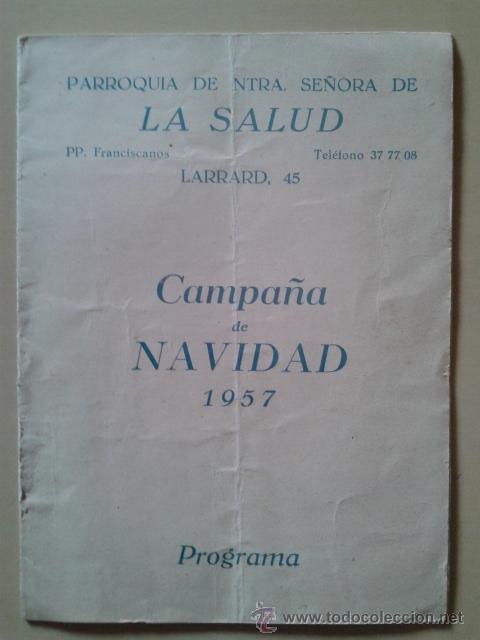 PARROQUIA DE NTRA. SEÑORA DE
LA SALUD
PP. Franciscanos Teléfono 37 77 08
LARRARD, 45
Campaña
de
NAVIDAD
1957
Programa
www.todocoleccion.net